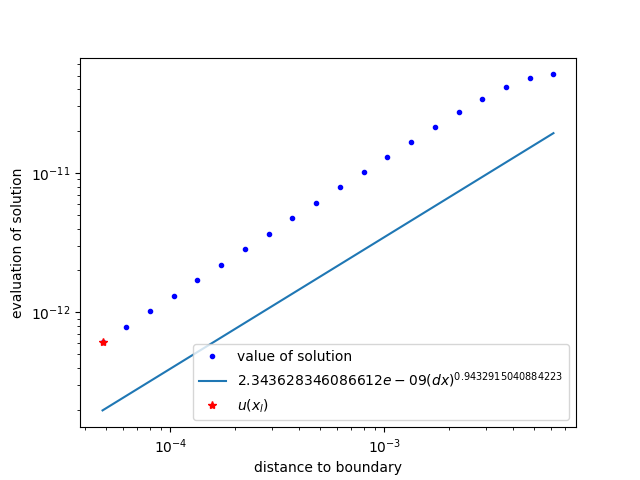 evaluation of solution
10^{-11}
10^{-12}
value of solution
2.343628346086612e − 09(dx)^{0.9432915040884223}
u(x_l)
10^{-4}
10^{-3}
distance to boundary